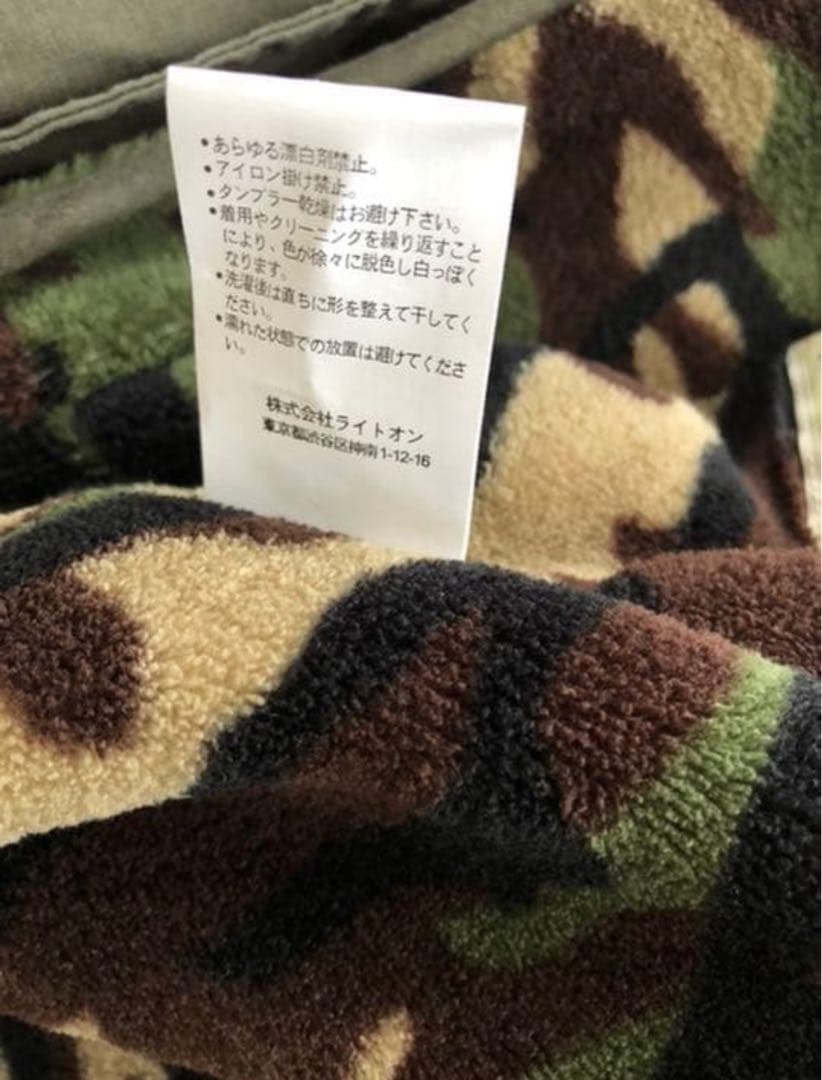 •あらゆる漂白剤禁止。
•アイロン掛け禁止。
•タンブラー乾燥はお避け下さい。
•着用やクリーニングを繰り返すこと
により、色が徐々に脱色し白っぽく
なります。
•洗濯後は直ちに形を整えて干してく
ださい。
•濡れた状態での放置は避けてくださ
い。
株式会社ライトオン
東京都渋谷区神南1-12-16